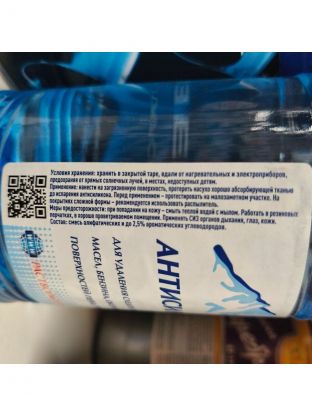 Условия хранения: хранить в закрытой таре, вдали от нагревательных и электроприборов,
предохраняя от прямых солнечных лучей, в местах, недоступных детям.
Применение: нанести на загрязненную поверхность, протереть насухо хорошо абсорбирующей тканью
до испарения антисиликона. Перед применением – протестировать на малозаметном участке. На
покрытиях сложной формы – рекомендуется использовать распылитель.
Меры предосторожности: при попадании на кожу – смыть теплой водой с мылом. Работать в резиновых
перчатках, в хорошо проветриваемом помещении. Применять СИЗ органов дыхания, глаз, кожи.
Состав: смесь алифатических и до 2,5% ароматических углеводородов.
АНТИС
ДЛЯ УДАЛЕНИЯ
МАСЕЛ, БЕНЗИНА
ПОВЕРХНОСТЕЙ